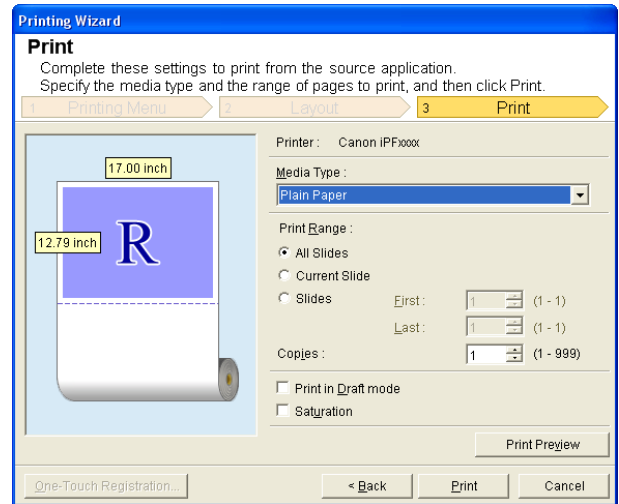 Printing Wizard
Print
Complete these settings to print from the source application.
Specify the media type and the range of pages to print, and then click Print.
1 Printing Menu 2 Layout 3 Print
Printer : Canon iPFxxxx
17.00 inch
Media Type :
Plain Paper
12.79 inch
R
Print Range :
All Slides
Current Slide
Slides First : 1 (1 - 1)
Last : 1 (1 - 1)
Copies : 1 (1 - 999)
Print in Draft mode
Saturation
Print Preview
One-Touch Registration... < Back Print Cancel